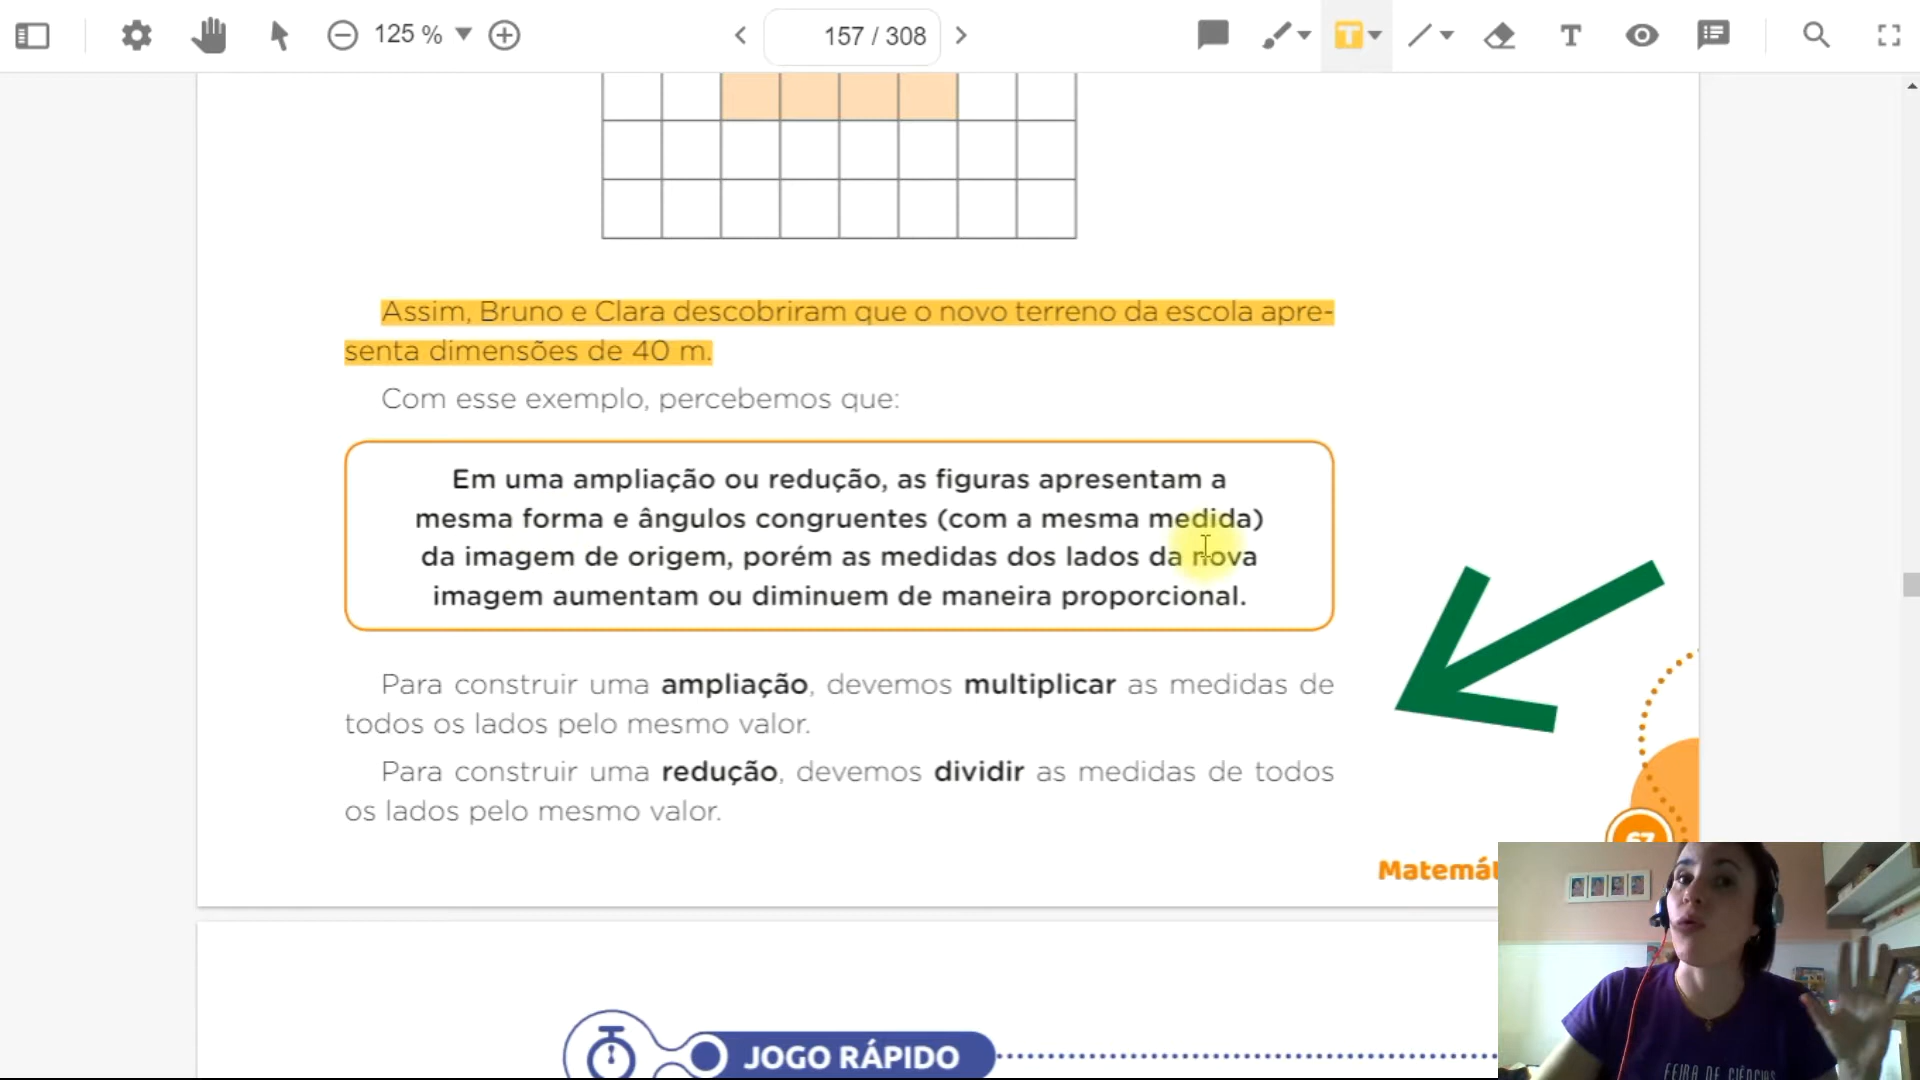 125 %
157 / 308
Assim, Bruno e Clara descobriram que o novo terreno da escola apre-
senta dimensões de 40 m.
Com esse exemplo, percebemos que:
Em uma ampliação ou redução, as figuras apresentam a
mesma forma e ângulos congruentes (com a mesma medida)
da imagem de origem, porém as medidas dos lados da nova
imagem aumentam ou diminuem de maneira proporcional.
Para construir uma ampliação, devemos multiplicar as medidas de
todos os lados pelo mesmo valor.
Para construir uma redução, devemos dividir as medidas de todos
os lados pelo mesmo valor.
67
Matemát
JOGO RÁPIDO
FEIRA DE CIÊNCIAS